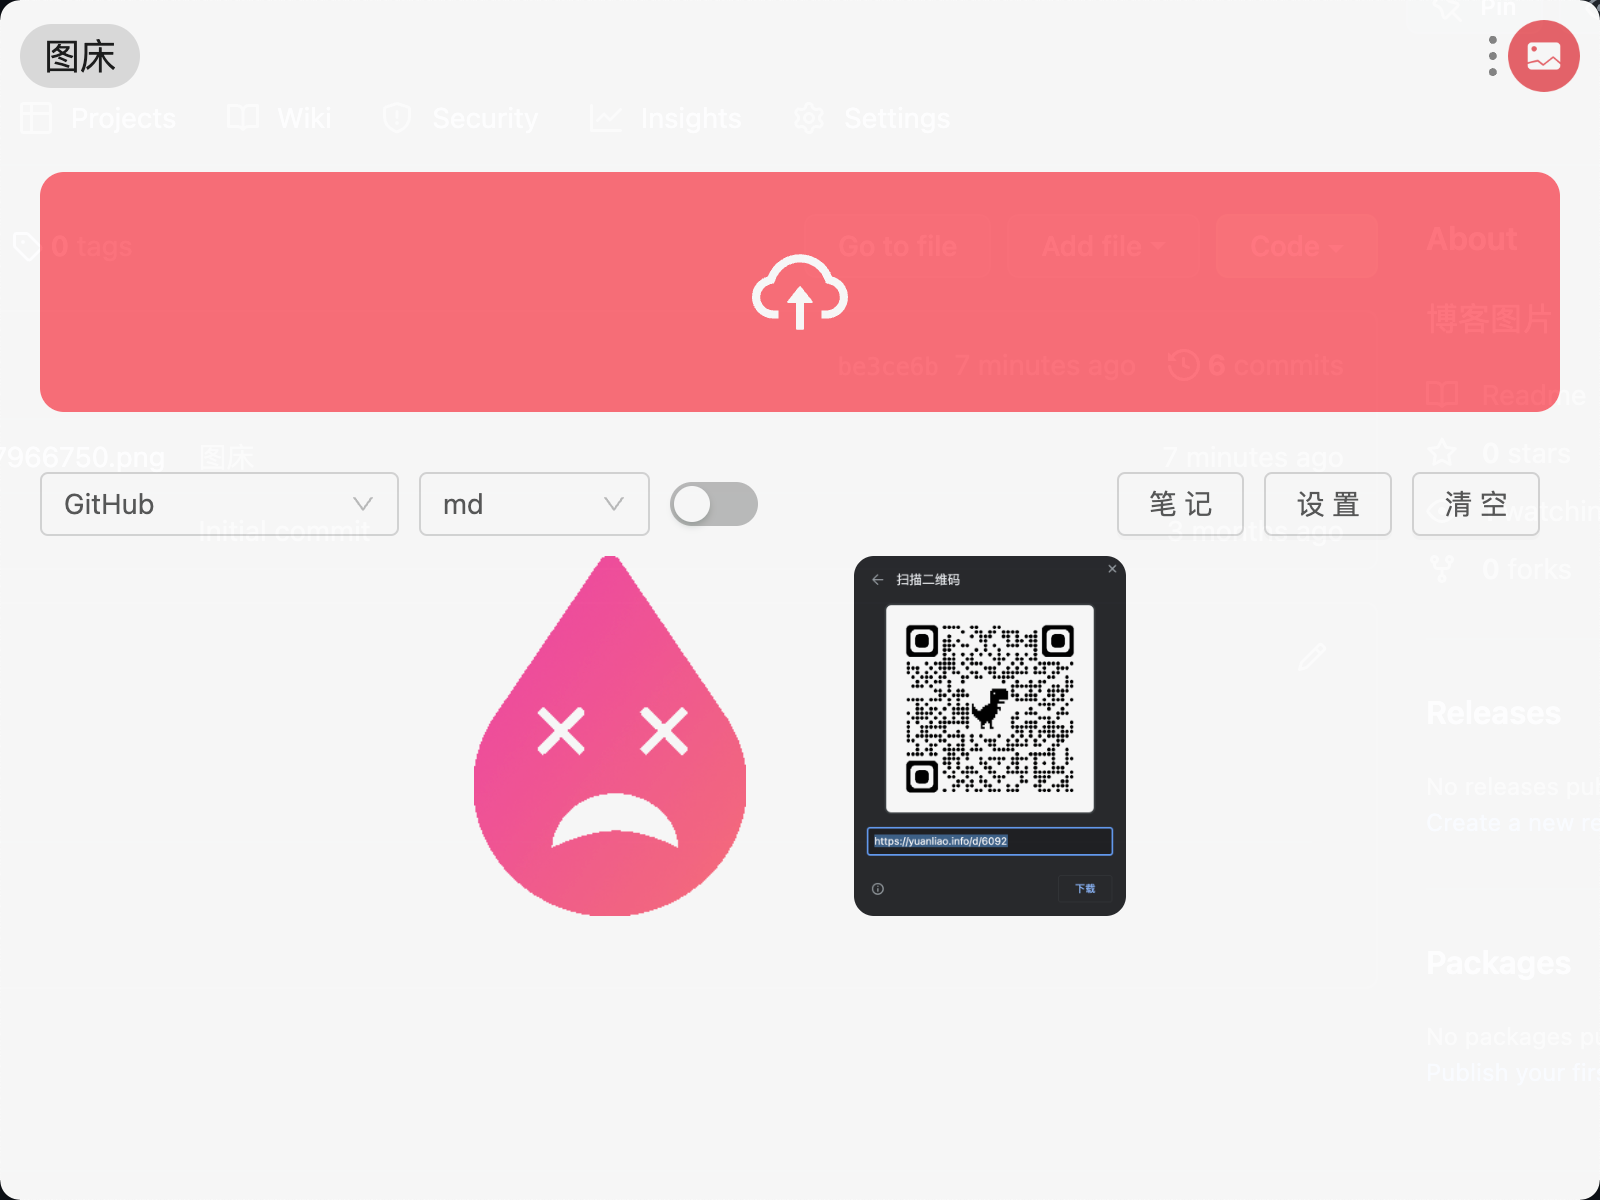 Pin
图床
Projects Wiki Security Insights Settings
0 tags Go to file Add file Code About
博客图片
be3ce6b 7 minutes ago 6 commits
Readme
7966750.png 图床 7 minutes ago 0 stars
GitHub md 笔 记 设 置 清 空
watchin
Initial commit 3 months ago
0 forks
扫描二维码
https://yuanliao.info/d/6092
下载
Releases
No releases pu
Create a new re
Packages
No packages pu
Publish your firs